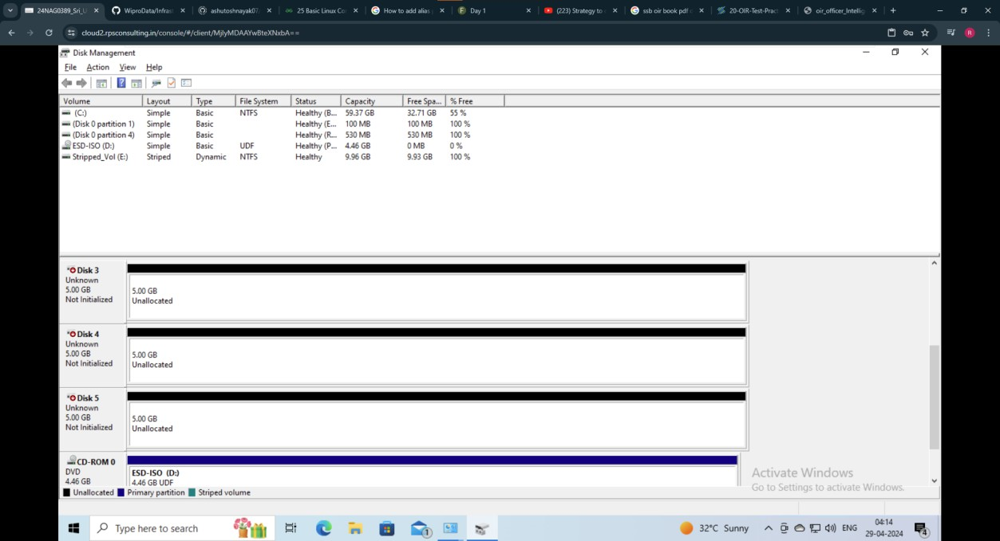 24NAG0389_Sri_U WiproData/Infras ashutoshnayak07 25 Basic Linux Co How to add alias Day 1 (223) Strategy to ssb oir book pdf 20-OIR-Test-Pract oir_officer_Intellig
cloud2.rpsconsulting.in/console/#/client/MjIyMDAAYwBteXNxbA==
Disk Management
File Action View Help
Volume Layout Type File System Status Capacity Free Spa... % Free
(C:) Simple Basic NTFS Healthy (B... 59.37 GB 32.71 GB 55 %
(Disk 0 partition 1) Simple Basic Healthy (E... 100 MB 100 MB 100 %
(Disk 0 partition 4) Simple Basic Healthy (R... 530 MB 530 MB 100 %
ESD-ISO (D:) Simple Basic UDF Healthy (P... 4.46 GB 0 MB 0 %
Stripped_Vol (E:) Striped Dynamic NTFS Healthy 9.96 GB 9.93 GB 100 %
Disk 3
Unknown
5.00 GB
Not Initialized
5.00 GB
Unallocated
Disk 4
Unknown
5.00 GB
Not Initialized
5.00 GB
Unallocated
Disk 5
Unknown
5.00 GB
Not Initialized
5.00 GB
Unallocated
CD-ROM 0
DVD
4.46 GB
ESD-ISO (D:)
4.46 GB UDF
Unallocated Primary partition Striped volume
Activate Windows
Go to Settings to activate Windows.
Type here to search
32°C Sunny
ENG
04:14
29-04-2024